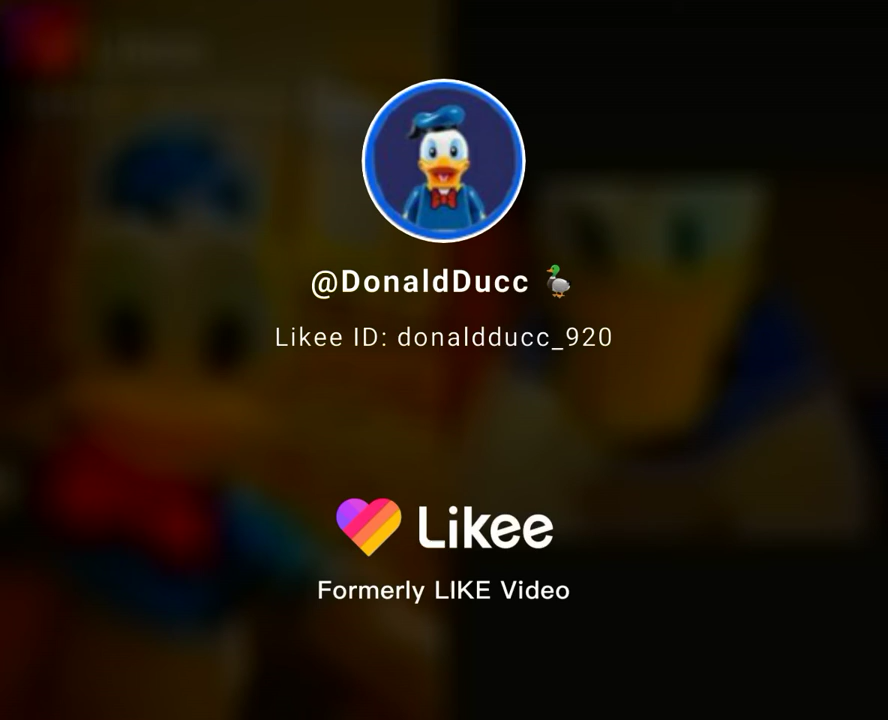 @DonaldDucc 🦆
Likee ID: donaldducc_920
Likee
Formerly LIKE Video